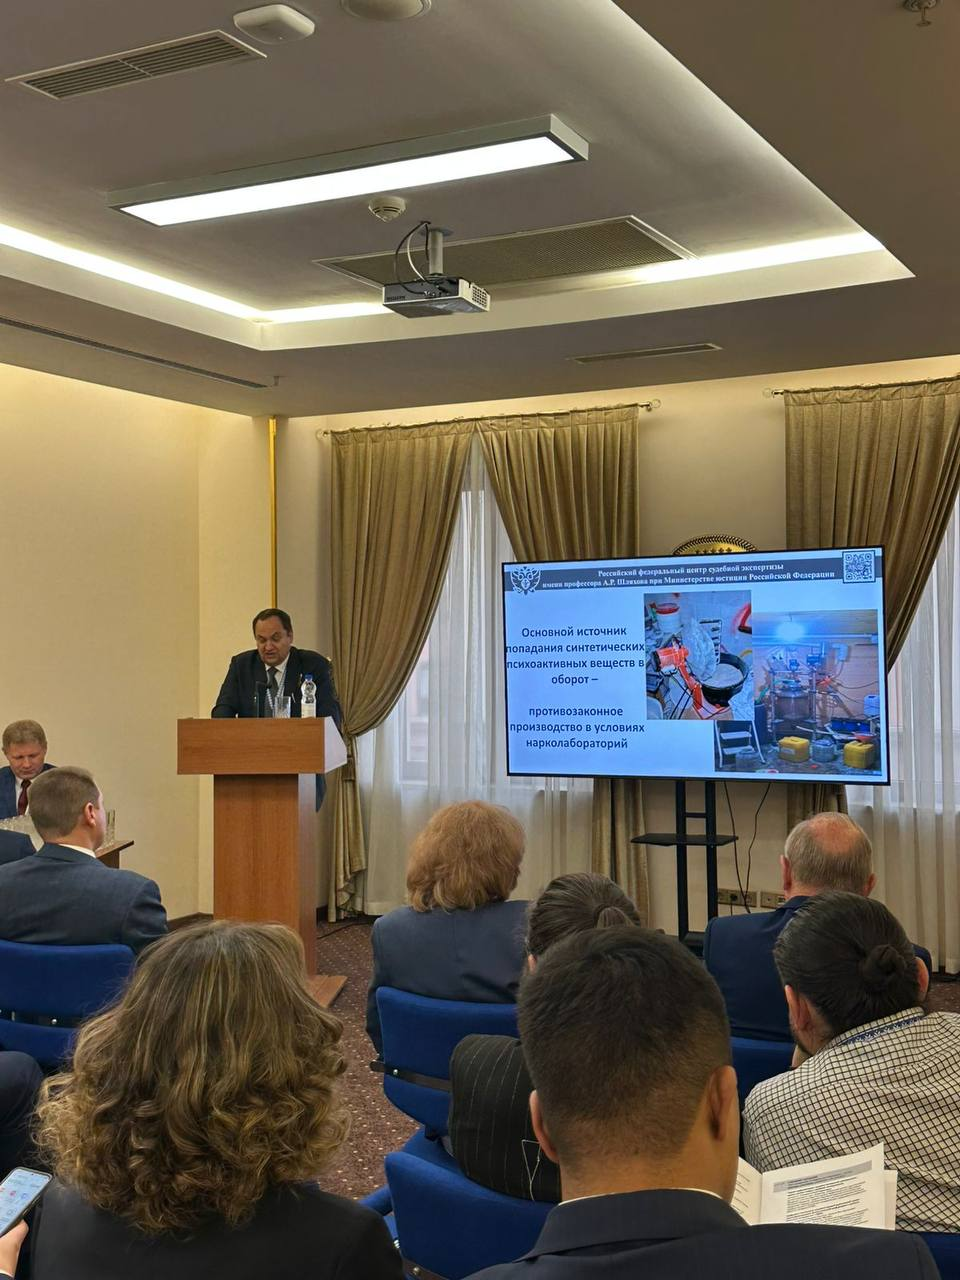 Российский федеральный центр судебной экспертизы
имени профессора А.Р. Шляхова при Министерстве юстиции Российской Федерации
Основной источник
попадания синтетических
психоактивных веществ в
оборот –
противозаконное
производство в условиях
нарколабораторий